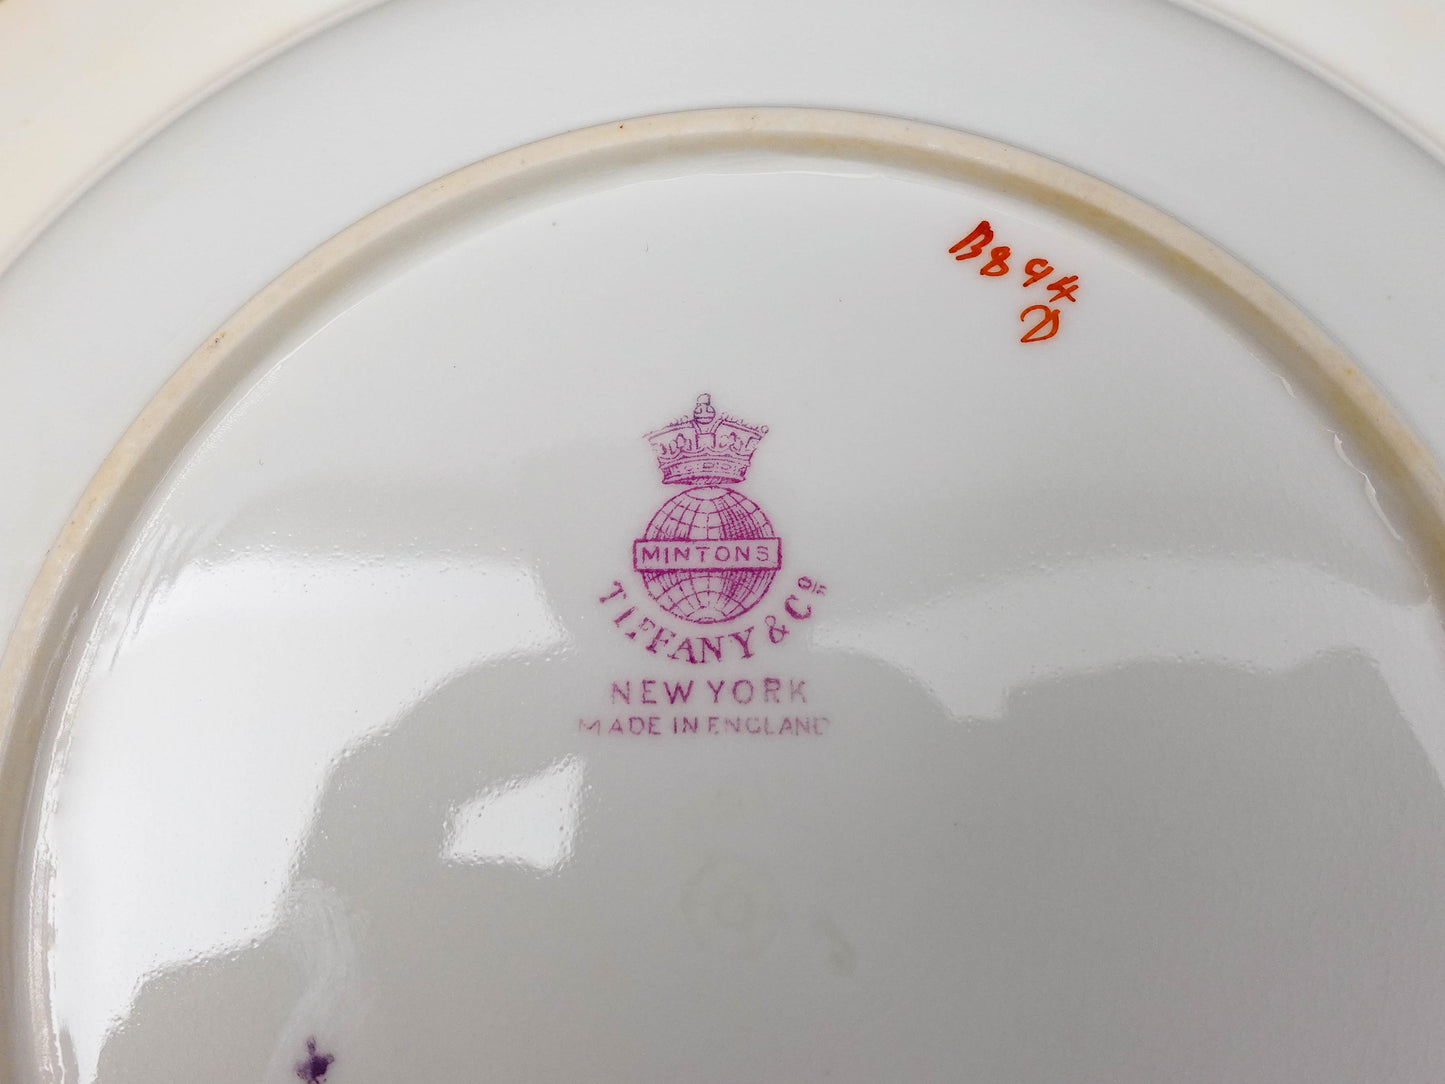 B894
D
MINTONS
TIFFANY & Co
NEW YORK
MADE IN ENGLAND